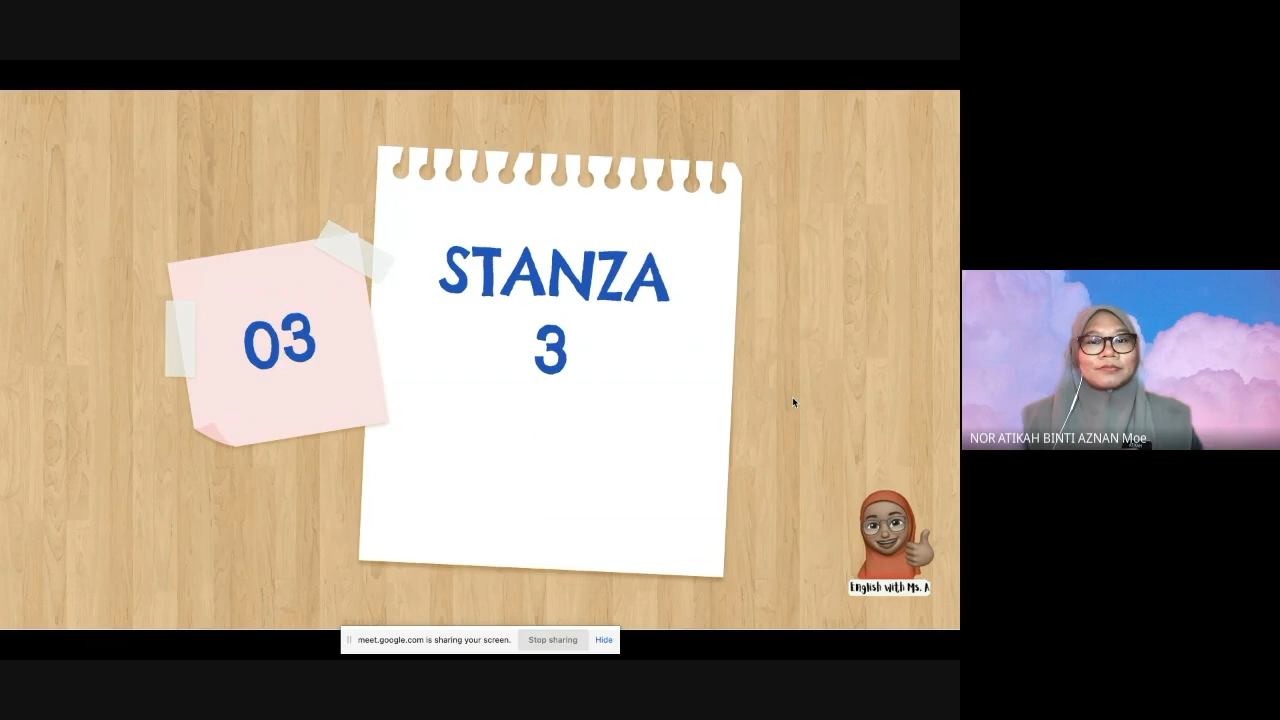 STANZA
3
03
NOR ATIKAH BINTI AZNAN Moe
English with Ms. A
meet.google.com is sharing your screen.
Stop sharing
Hide